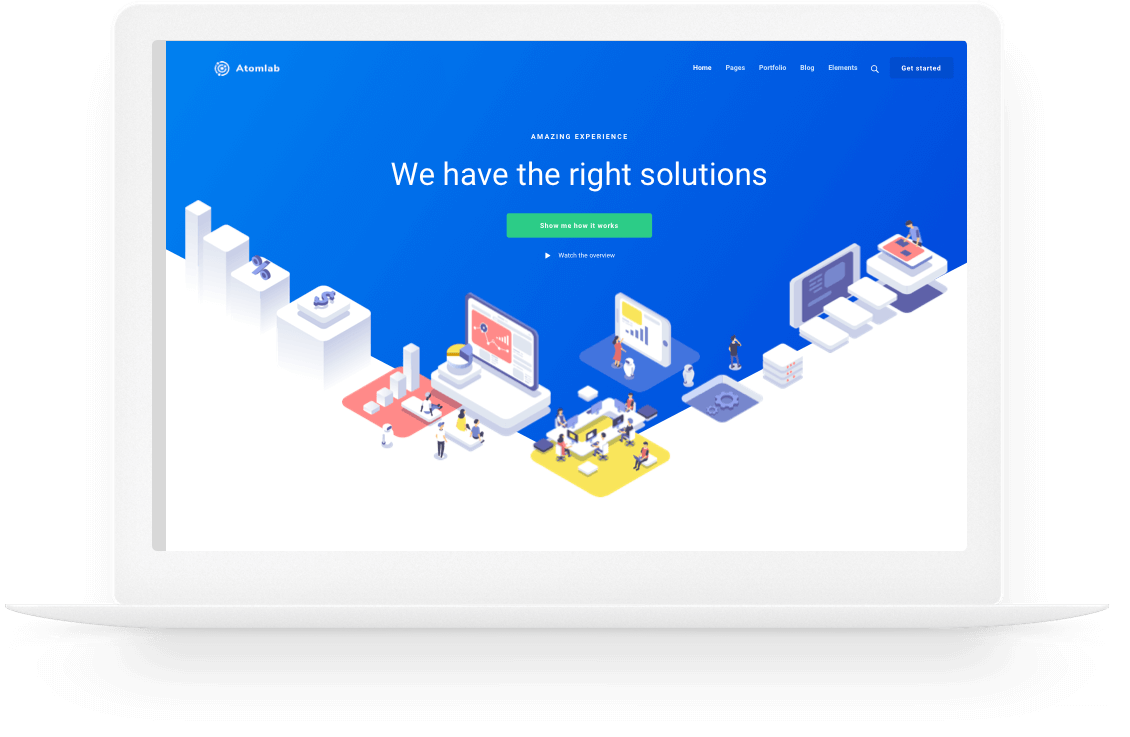 Atomlab
Home Pages Portfolio Blog Elements Get started
AMAZING EXPERIENCE
We have the right solutions
Show me how it works
Watch the overview
%
$